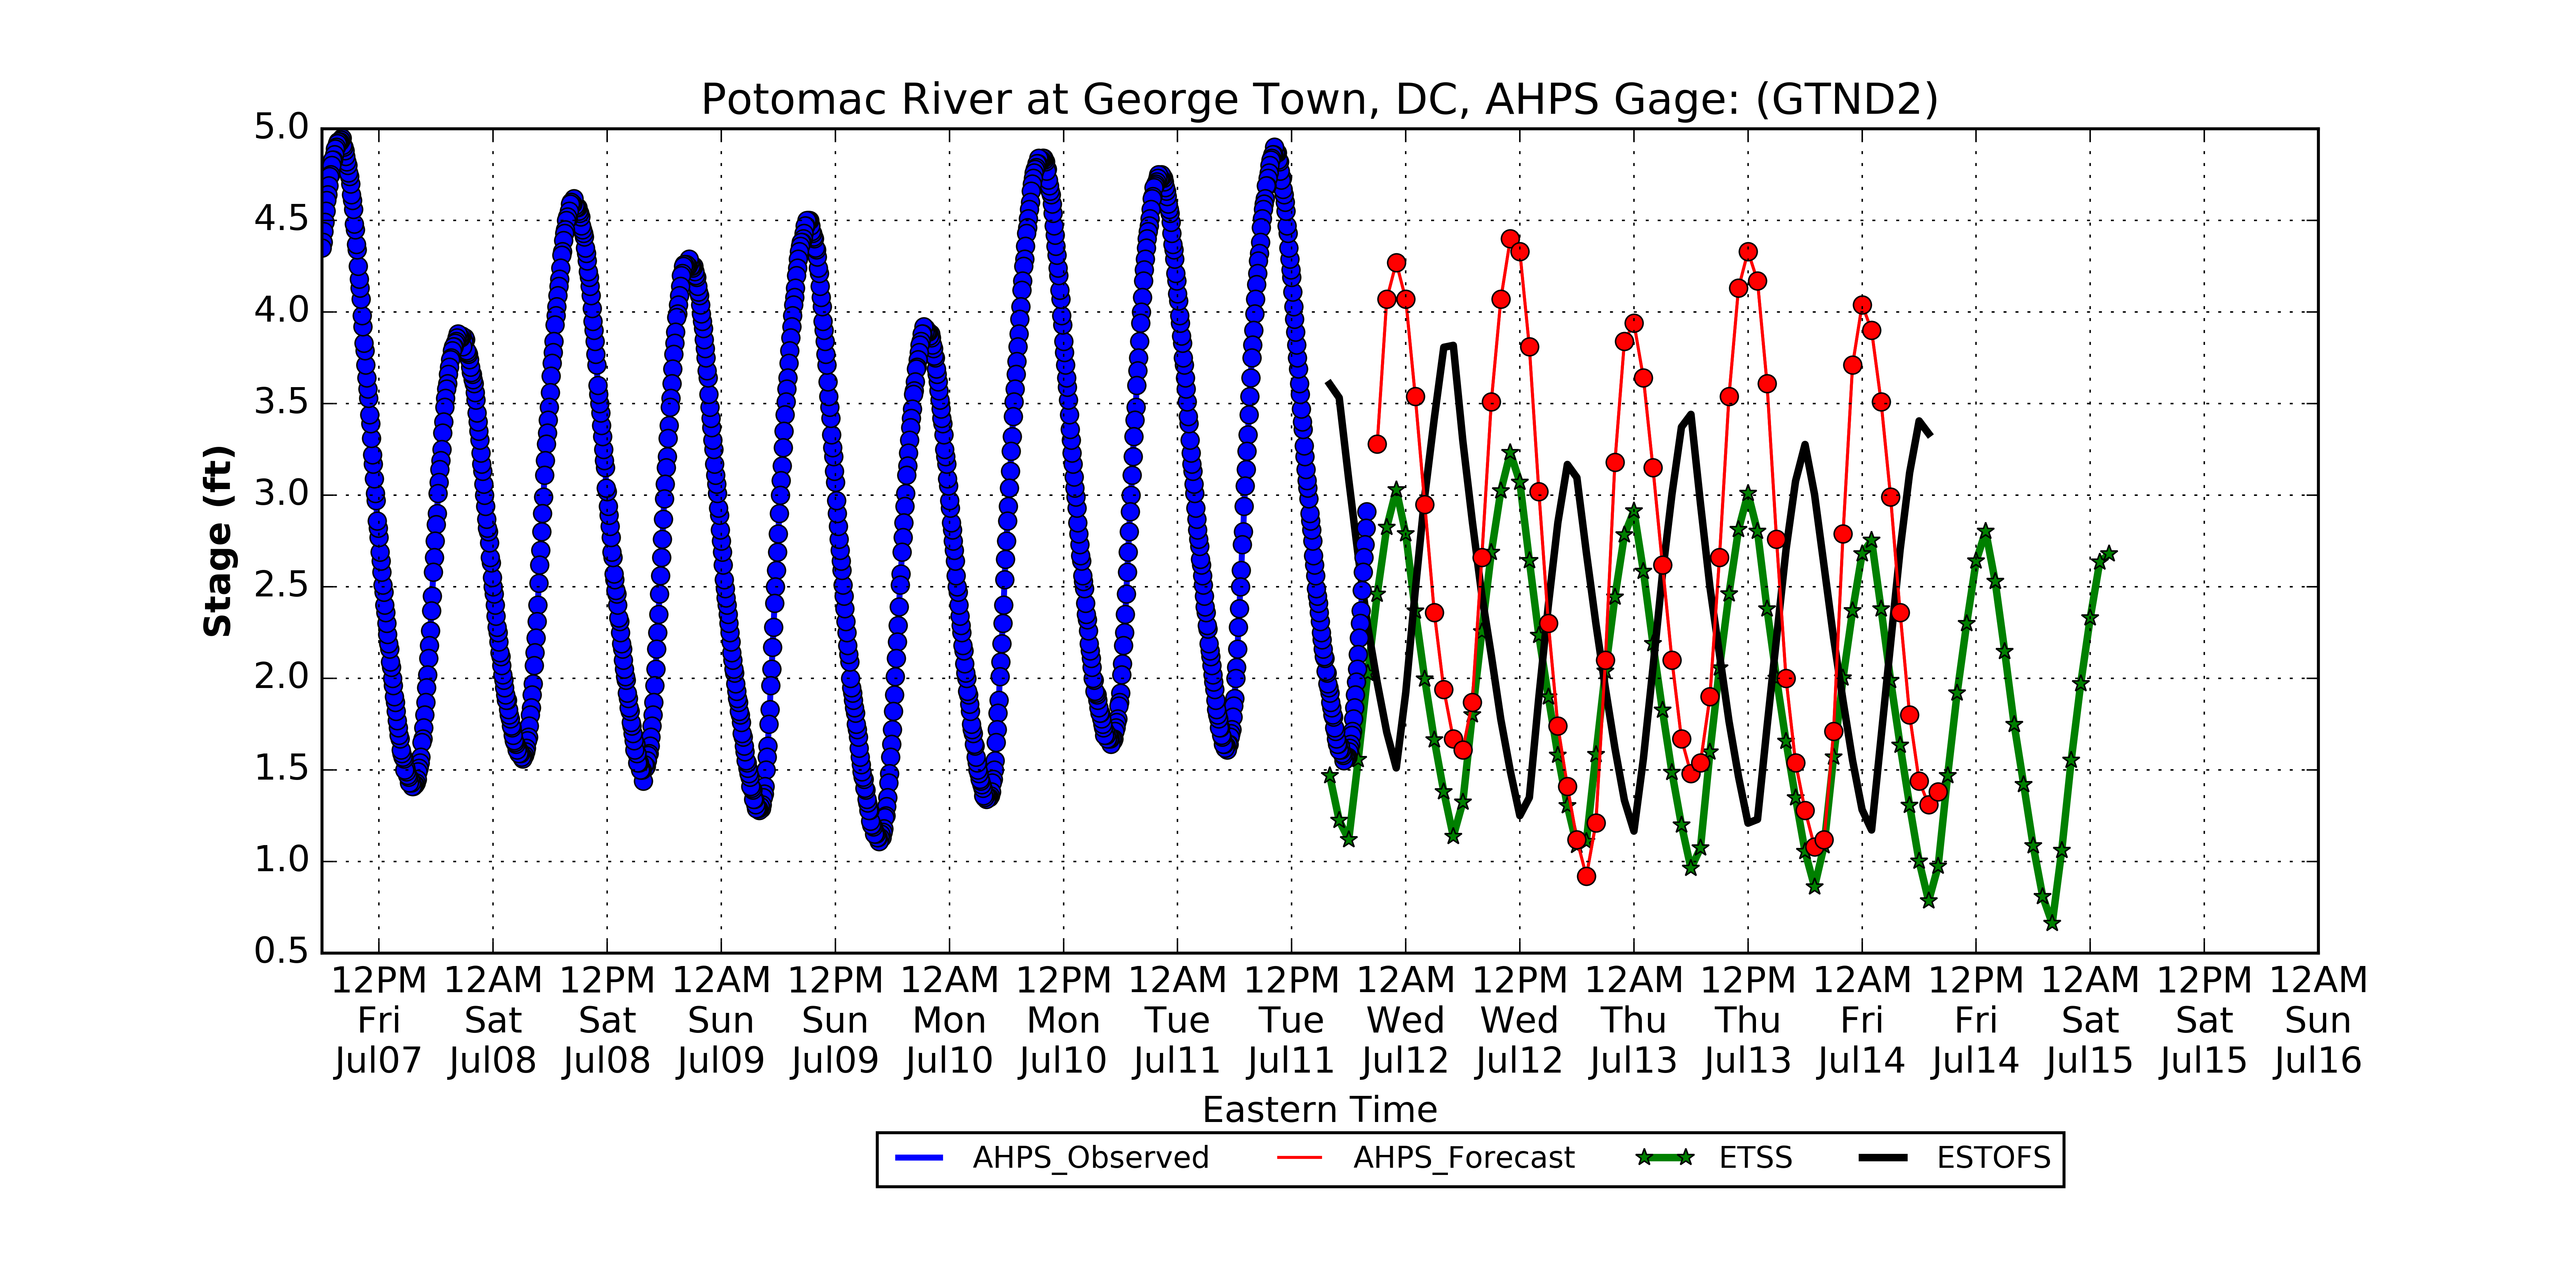 Potomac River at George Town, DC, AHPS Gage: (GTND2)
5.0
4.5
4.0
3.5
3.0
2.5
2.0
1.5
1.0
0.5
Stage (ft)
12PM 12AM 12PM 12AM 12PM 12AM 12PM 12AM 12PM 12AM 12PM 12AM 12PM 12AM 12PM 12AM 12PM 12AM
Fri Sat Sat Sun Sun Mon Mon Tue Tue Wed Wed Thu Thu Fri Fri Sat Sat Sun
Jul07 Jul08 Jul08 Jul09 Jul09 Jul10 Jul10 Jul11 Jul11 Jul12 Jul12 Jul13 Jul13 Jul14 Jul14 Jul15 Jul15 Jul16
Eastern Time
AHPS_Observed AHPS_Forecast ETSS ESTOFS